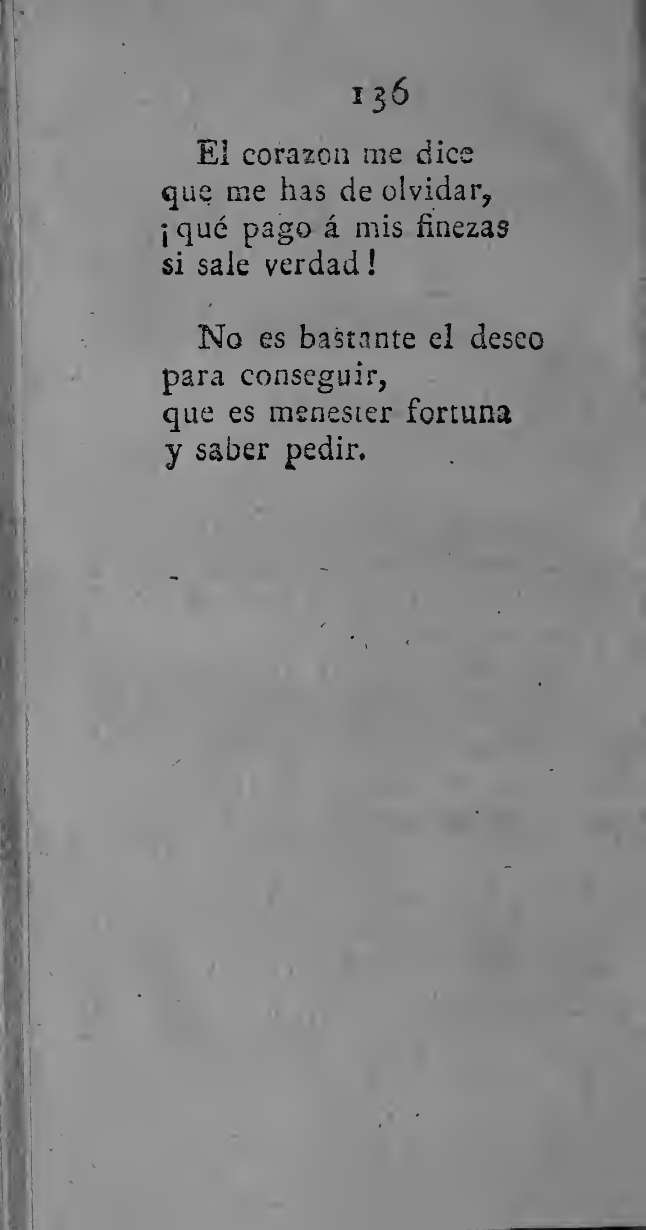 136
El corazon me dice
que me has de olvidar,
¡qué pago á mis finezas
si sale verdad!
No es bastante el deseo
para conseguir,
que es menester fortuna
y saber pedir.